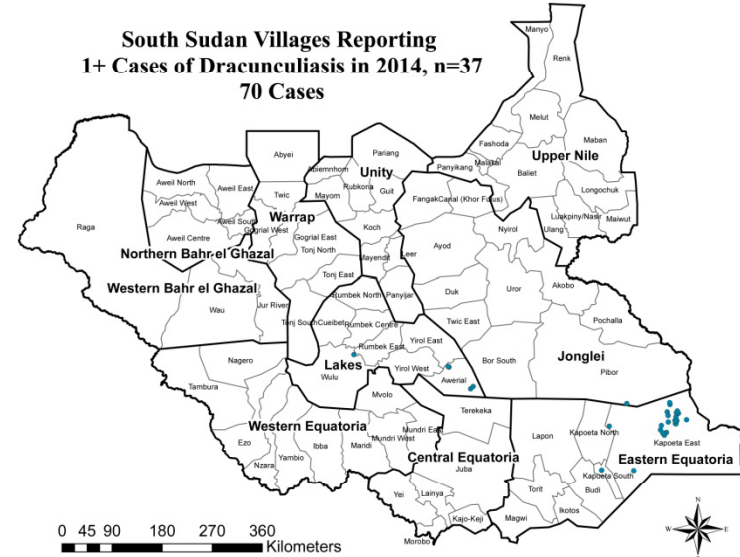 South Sudan Villages Reporting
1+ Cases of Dracunculiasis in 2014, n=37
70 Cases
Manyo
Renk
Melut
Maban
Fashoda
Malakal
Panyikang
Baliet
Upper Nile
Longochuk
Luakpiny/Nasir
Maiwut
Ulang
Abyei
Pariang
Abiemnhom
Rubkona
Unity
Guit
Mayom
Twic
Koch
Mayendit
Leer
Panyijar
Fangak
Canal (Khor Fulus)
Nyirol
Ayod
Duk
Uror
Akobo
Twic East
Pochalla
Bor South
Jonglei
Pibor
Raga
Aweil North
Aweil East
Aweil West
Aweil South
Aweil Centre
Northern Bahr el Ghazal
Warrap
Gogrial West
Gogrial East
Tonj North
Tonj East
Tonj South
Western Bahr el Ghazal
Jur River
Wau
Rumbek North
Cueibet
Rumbek Centre
Rumbek East
Yirol East
Lakes
Wulu
Yirol West
Awerial
Nagero
Tambura
Mvolo
Western Equatoria
Ezo
Nzara
Yambio
Ibba
Maridi
Mundri West
Mundri East
Terekeka
Central Equatoria
Juba
Yei
Lainya
Morobo
Kajo-Keji
Lapon
Kapoeta North
Kapoeta East
Eastern Equatoria
Kapoeta South
Torit
Budi
Ikotos
Magwi
N
W
E
S
0 45 90 180 270 360
Kilometers